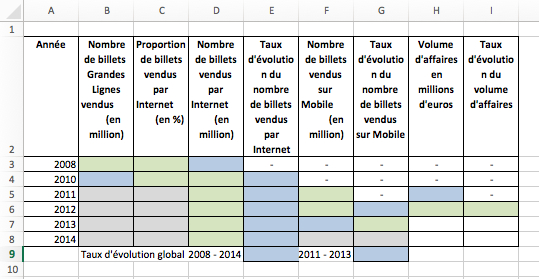 A B C D E F G H I
1
Année Nombre de billets Grandes Lignes vendus (en million) Proportion de billets vendus par Internet (en %) Nombre de billets vendus par Internet (en million) Taux d'évolutio n du nombre de billets vendus par Internet Nombre de billets vendus sur Mobile (en million) Taux d'évolutio n du nombre de billets vendus sur Mobile Volume d'affaires en millions d'euros Taux d'évolutio n du volume d'affaires
2
3 2008 - - - - -
4 2010 - - - -
5 2011 - -
6 2012
7 2013
8 2014
9 Taux d'évolution global 2008 - 2014 2011 - 2013
10